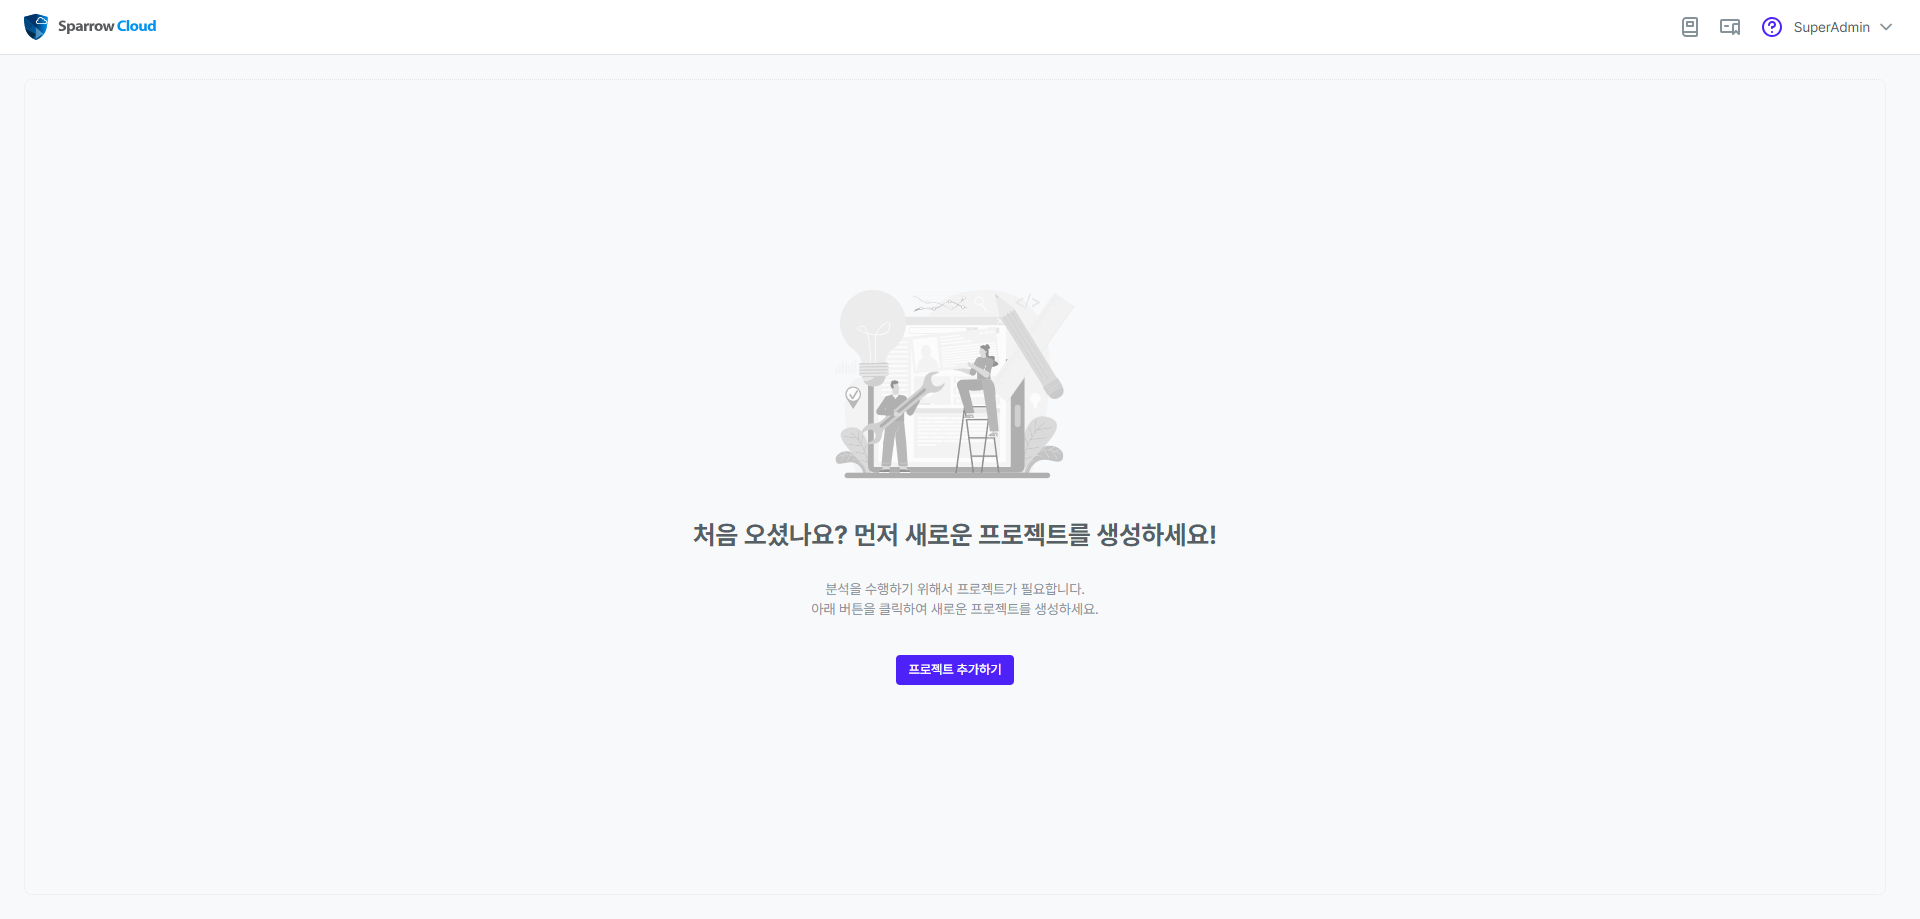 Sparrow Cloud
SuperAdmin
</>
처음 오셨나요? 먼저 새로운 프로젝트를 생성하세요!
분석을 수행하기 위해서 프로젝트가 필요합니다.
아래 버튼을 클릭하여 새로운 프로젝트를 생성하세요.
프로젝트 추가하기